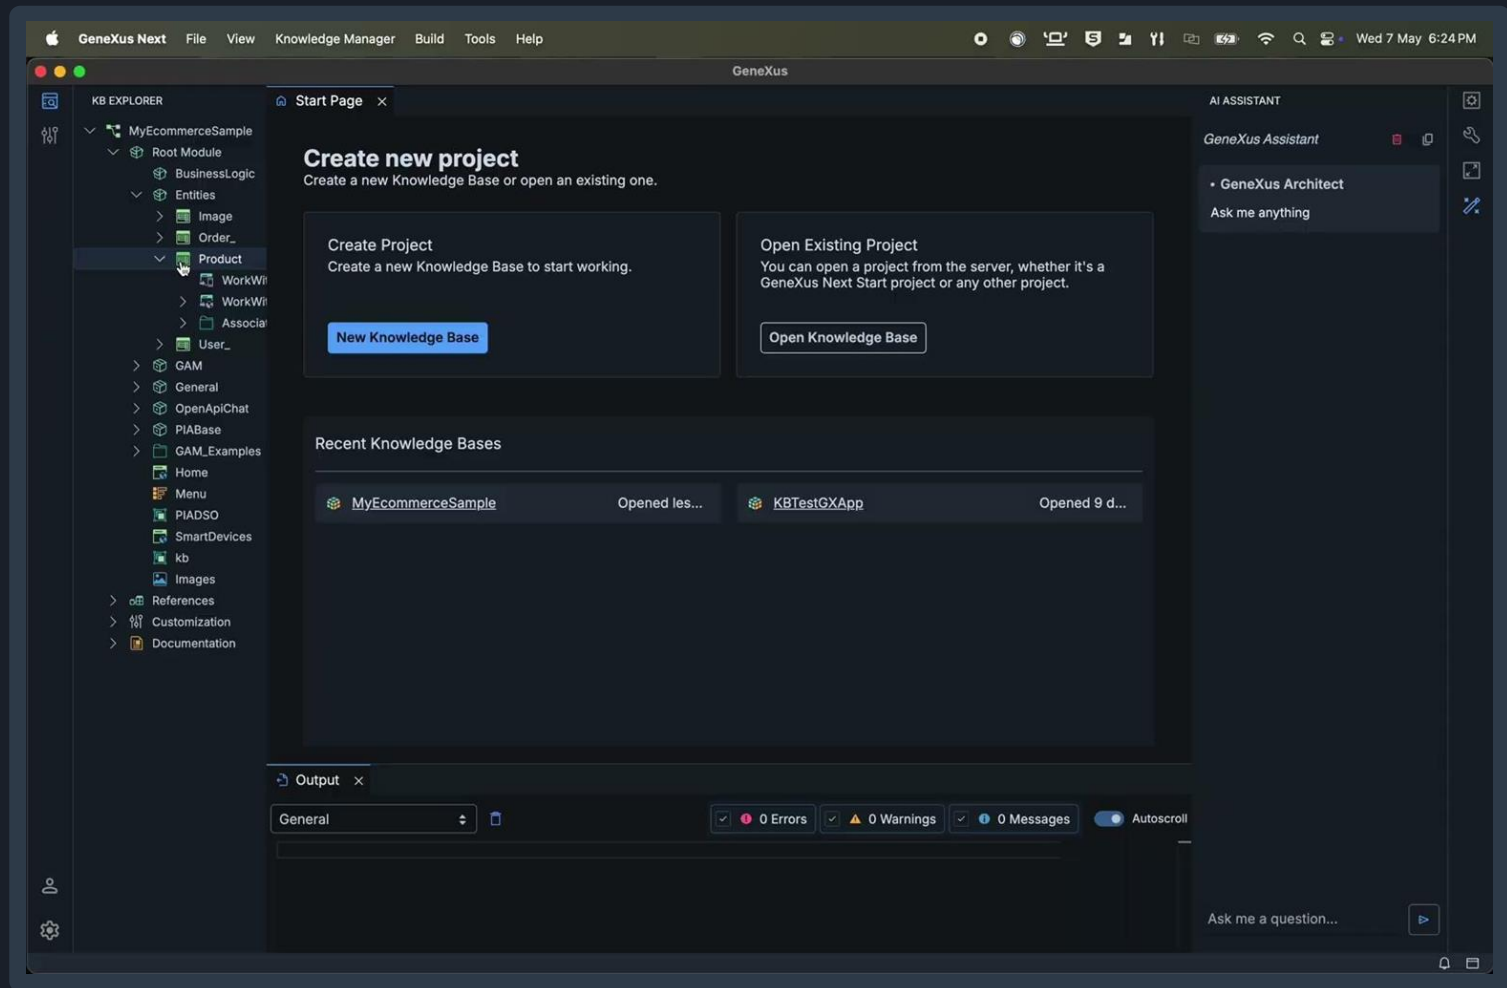 GeneXus Next File View Knowledge Manager Build Tools Help
Wed 7 May 6:24 PM
GeneXus
KB EXPLORER
MyEcommerceSample
Root Module
BusinessLogic
Entities
Image
Order_
Product
WorkWit
WorkWit
Associat
User_
GAM
General
OpenApiChat
PIABase
GAM_Examples
Home
Menu
PIADSO
SmartDevices
kb
Images
References
Customization
Documentation
Start Page
Create new project
Create a new Knowledge Base or open an existing one.
Create Project
Create a new Knowledge Base to start working.
New Knowledge Base
Open Existing Project
You can open a project from the server, whether it's a
GeneXus Next Start project or any other project.
Open Knowledge Base
Recent Knowledge Bases
MyEcommerceSample Opened les...
KBTestGXApp Opened 9 d...
Output
General
0 Errors 0 Warnings 0 Messages Autoscroll
AI ASSISTANT
GeneXus Assistant
• GeneXus Architect
Ask me anything
Ask me a question...